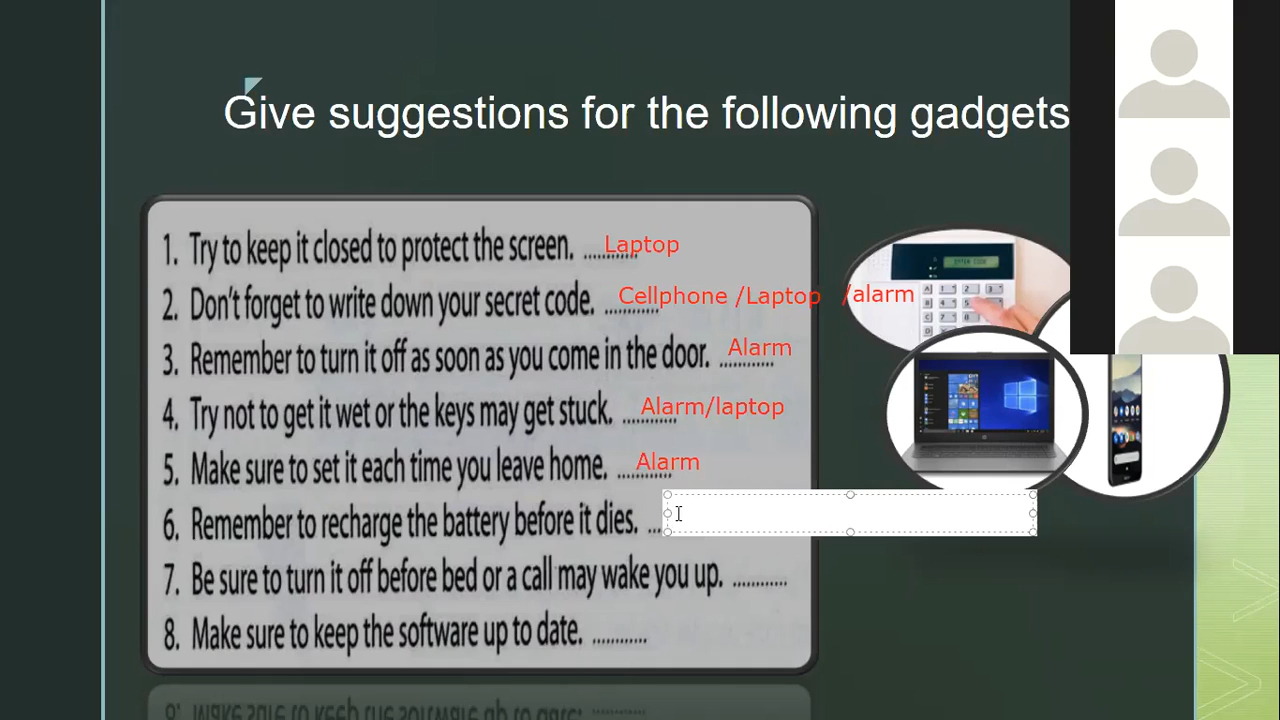 Give suggestions for the following gadgets
1. Try to keep it closed to protect the screen. ............ Laptop
2. Don't forget to write down your secret code. ............ Cellphone /Laptop /alarm
3. Remember to turn it off as soon as you come in the door. ............ Alarm
4. Try not to get it wet or the keys may get stuck. ............ Alarm/laptop
5. Make sure to set it each time you leave home. ............ Alarm
6. Remember to recharge the battery before it dies. ...
7. Be sure to turn it off before bed or a call may wake you up. ............
8. Make sure to keep the software up to date. ............